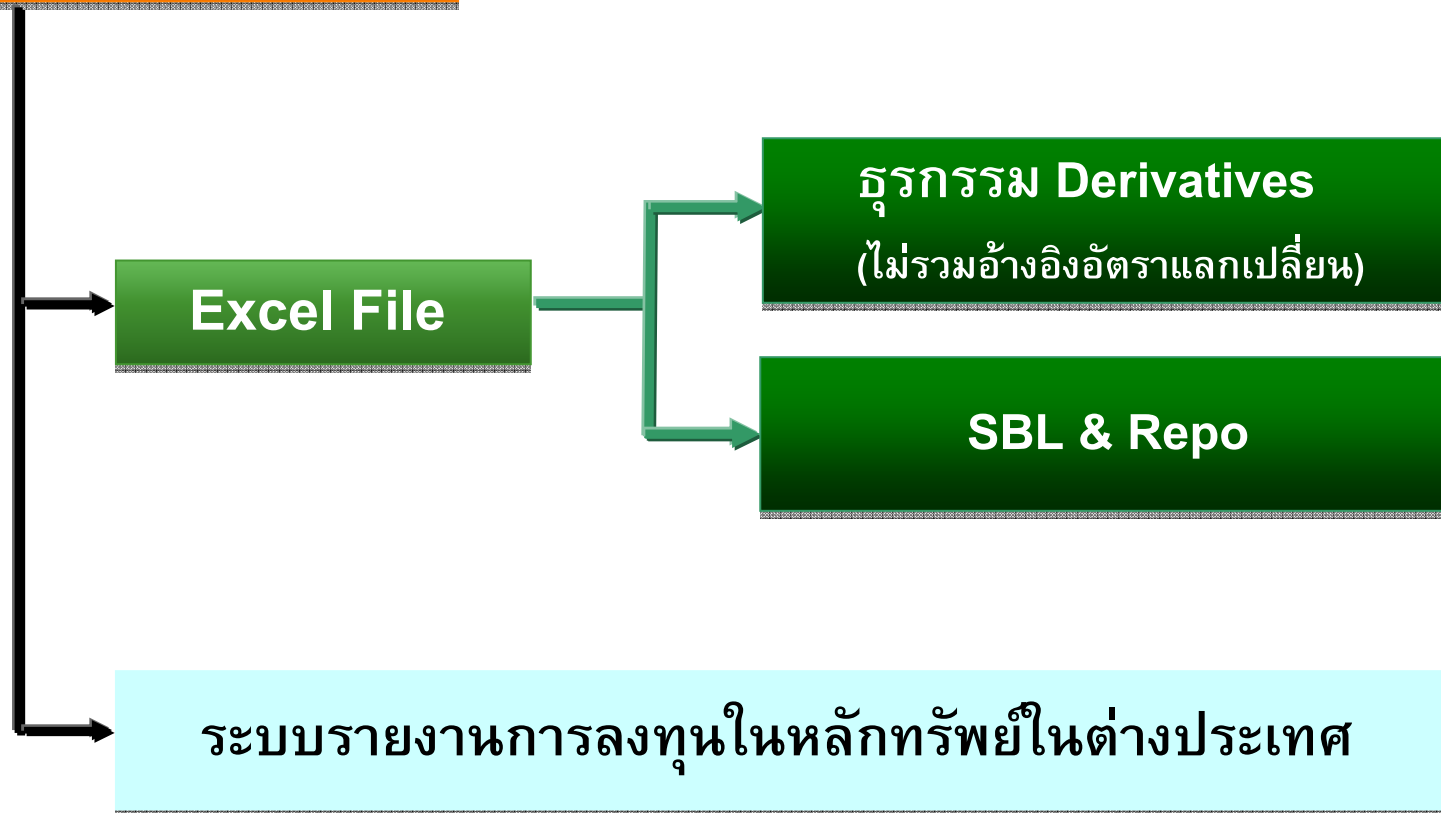 ธุรกรรม Derivatives
(ไม่รวมอ้างอิงอัตราแลกเปลี่ยน)
Excel File
SBL & Repo
ระบบรายงานการลงทุนในหลักทรัพย์ในต่างประเทศ